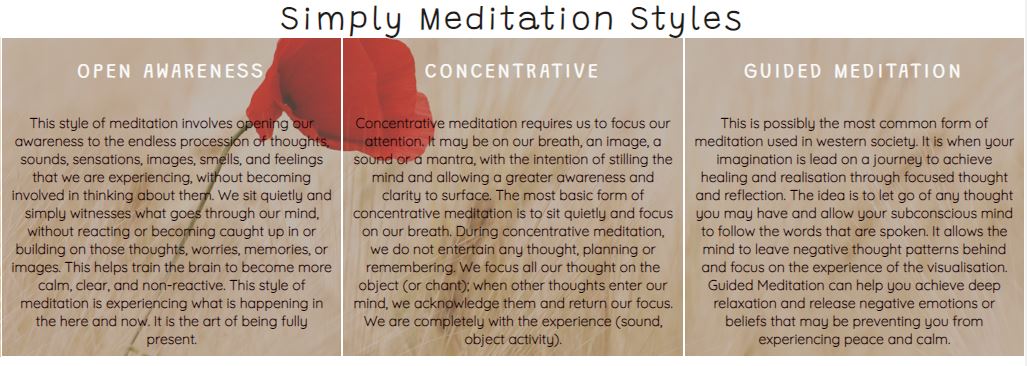 Simply Meditation Styles
OPEN AWARENESS
This style of meditation involves opening our
awareness to the endless procession of thoughts,
sounds, sensations, images, smells, and feelings
that we are experiencing, without becoming
involved in thinking about them. We sit quietly and
simply witnesses what goes through our mind,
without reacting or becoming caught up in or
building on those thoughts, worries, memories, or
images. This helps train the brain to become more
calm, clear, and non-reactive. This style of
meditation is experiencing what is happening in
the here and now. It is the art of being fully
present.
CONCENTRATIVE
Concentrative meditation requires us to focus our
attention. It may be on our breath, an image, a
sound or a mantra, with the intention of stilling the
mind and allowing a greater awareness and
clarity to surface. The most basic form of
concentrative meditation is to sit quietly and focus
on our breath. During concentrative meditation,
we do not entertain any thought, planning or
remembering. We focus all our thought on the
object (or chant); when other thoughts enter our
mind, we acknowledge them and return our focus.
We are completely with the experience (sound,
object activity).
GUIDED MEDITATION
This is possibly the most common form of
meditation used in western society. It is when your
imagination is lead on a journey to achieve
healing and realisation through focused thought
and reflection. The idea is to let go of any thought
you may have and allow your subconscious mind
to follow the words that are spoken. It allows the
mind to leave negative thought patterns behind
and focus on the experience of the visualisation.
Guided Meditation can help you achieve deep
relaxation and release negative emotions or
beliefs that may be preventing you from
experiencing peace and calm.